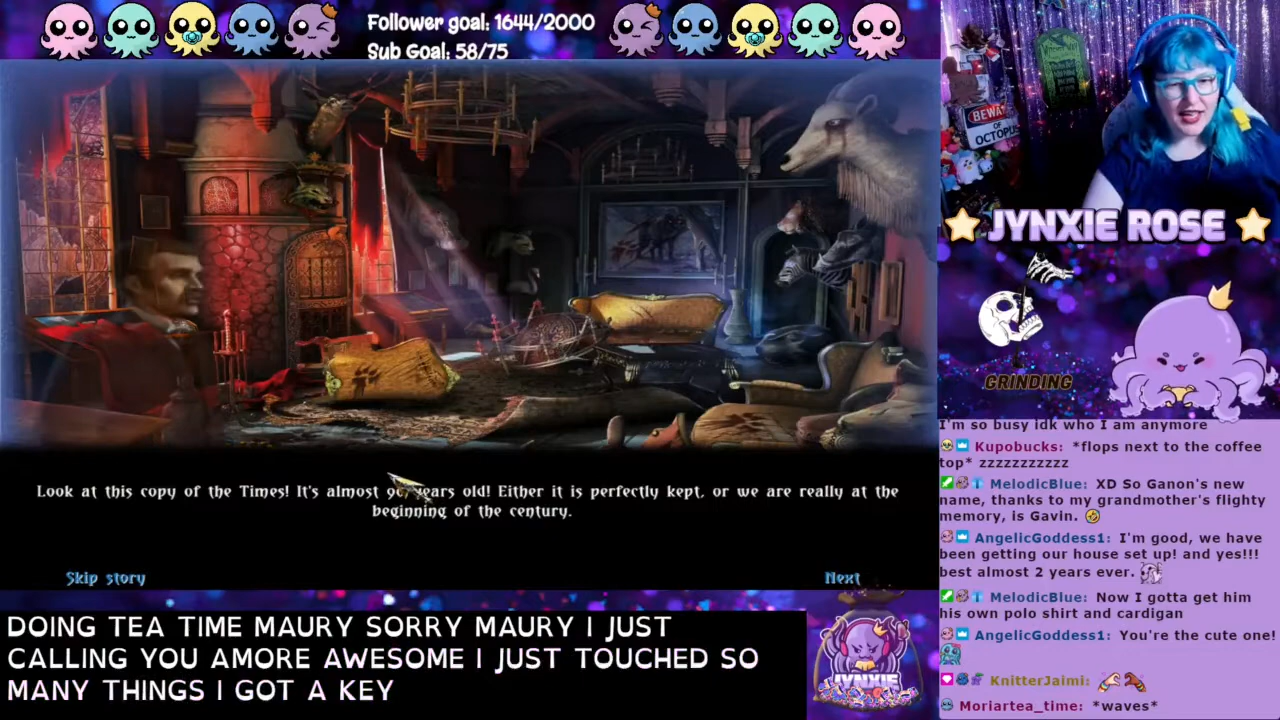 Follower goal: 1644/2000
Sub Goal: 58/75
BEWARE
OF
OCTOPUS
JYNXIE ROSE
GRINDING
Look at this copy of the Times! It's almost 90 years old! Either it is perfectly kept, or we are really at the
beginning of the century.
Skip story
Next
I'm so busy idk who I am anymore
Kupobucks: *flops next to the coffee
top* zzzzzzzzzzz
MelodicBlue: XD So Ganon's new
name, thanks to my grandmother's flighty
memory, is Gavin.
AngelicGoddess1: I'm good, we have
been getting our house set up! and yes!!!
best almost 2 years ever.
MelodicBlue: Now I gotta get him
his own polo shirt and cardigan
AngelicGoddess1: You're the cute one!
KnitterJaimi:
Moriartea_time: *waves*
DOING TEA TIME MAURY SORRY MAURY I JUST
CALLING YOU AMORE AWESOME I JUST TOUCHED SO
MANY THINGS I GOT A KEY
JYNXIE